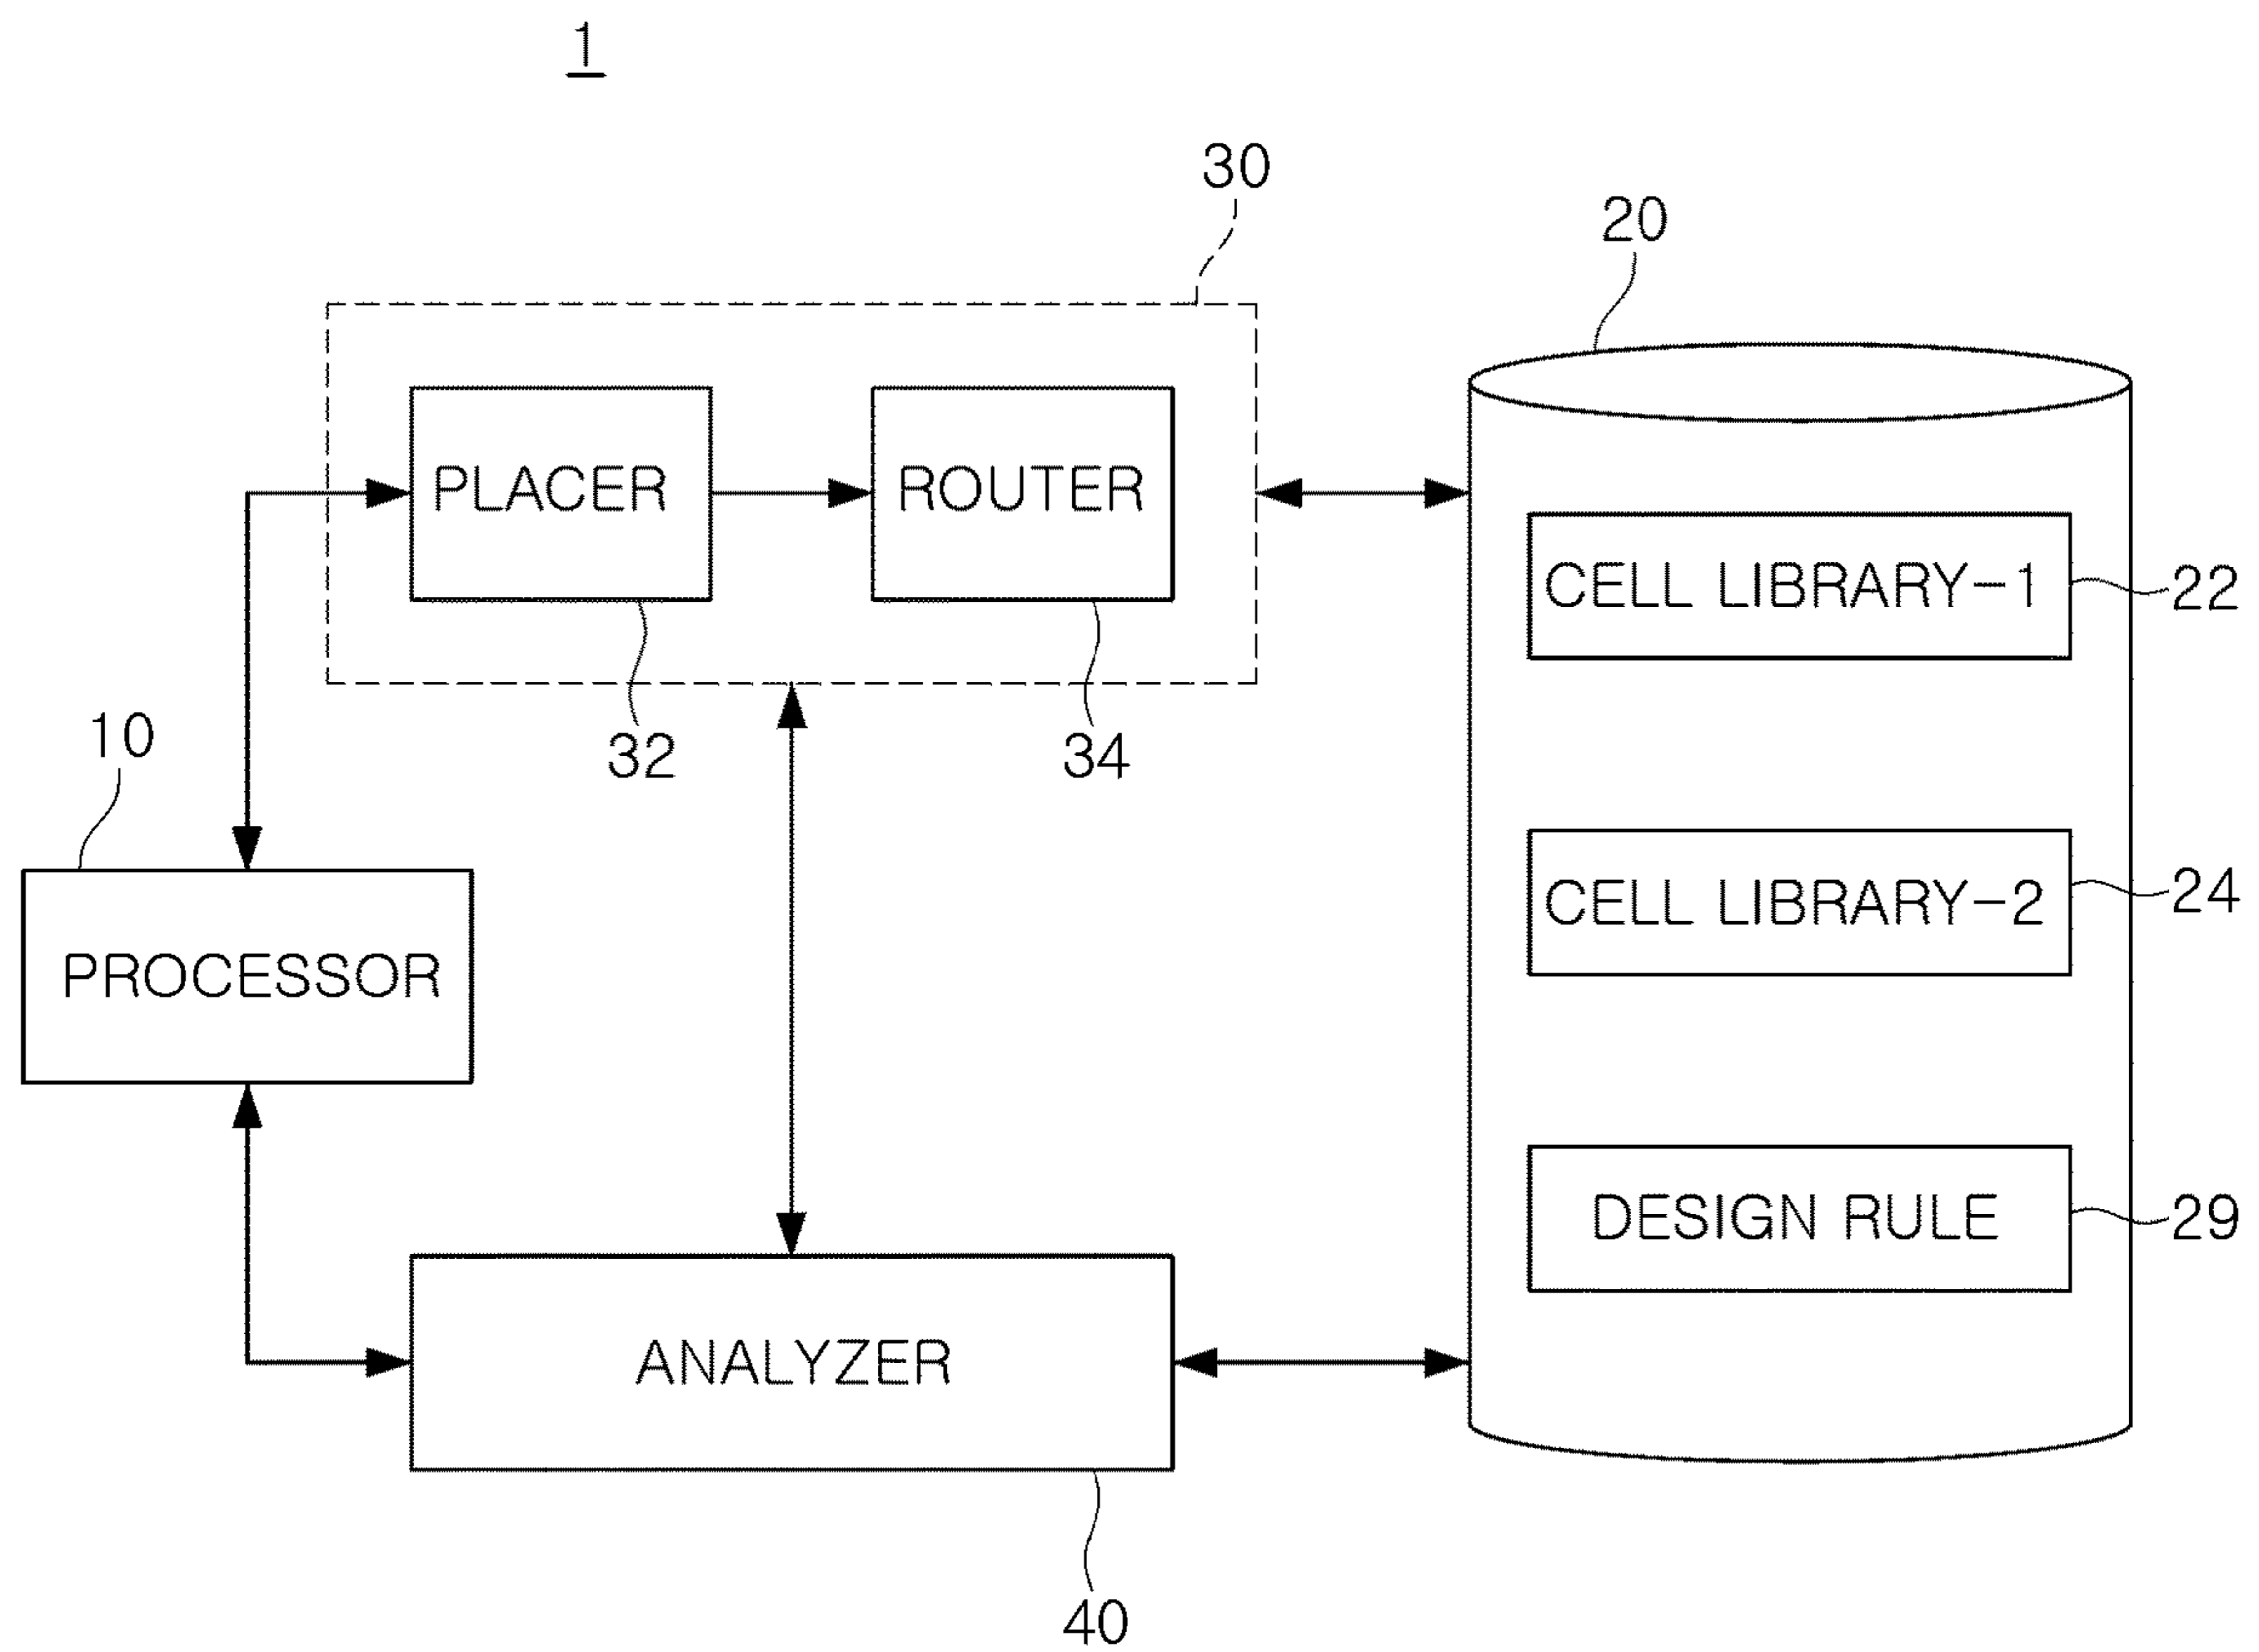 1
30
20
PLACER
ROUTER
CELL LIBRARY-1
22
32
34
10
CELL LIBRARY-2
24
PROCESSOR
DESIGN RULE
29
ANALYZER
40